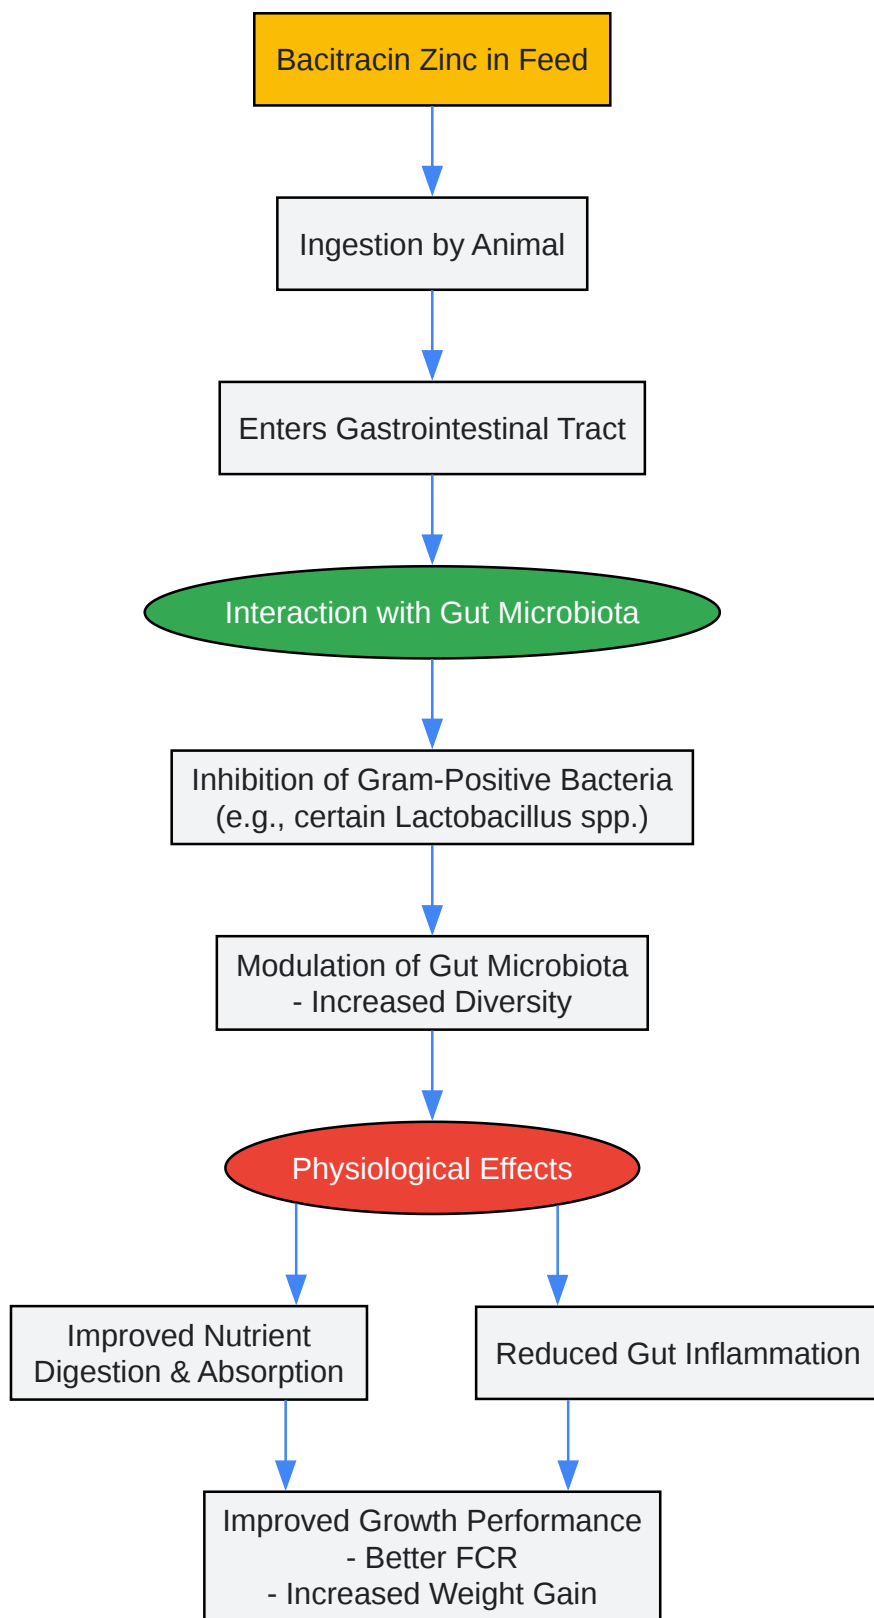 Bacitracin Zinc in Feed
Ingestion by Animal
Enters Gastrointestinal Tract
Interaction with Gut Microbiota
Inhibition of Gram-Positive Bacteria
(e.g., certain Lactobacillus spp.)
Modulation of Gut Microbiota
- Increased Diversity
Physiological Effects
Improved Nutrient
Digestion & Absorption
Reduced Gut Inflammation
Improved Growth Performance
- Better FCR
- Increased Weight Gain